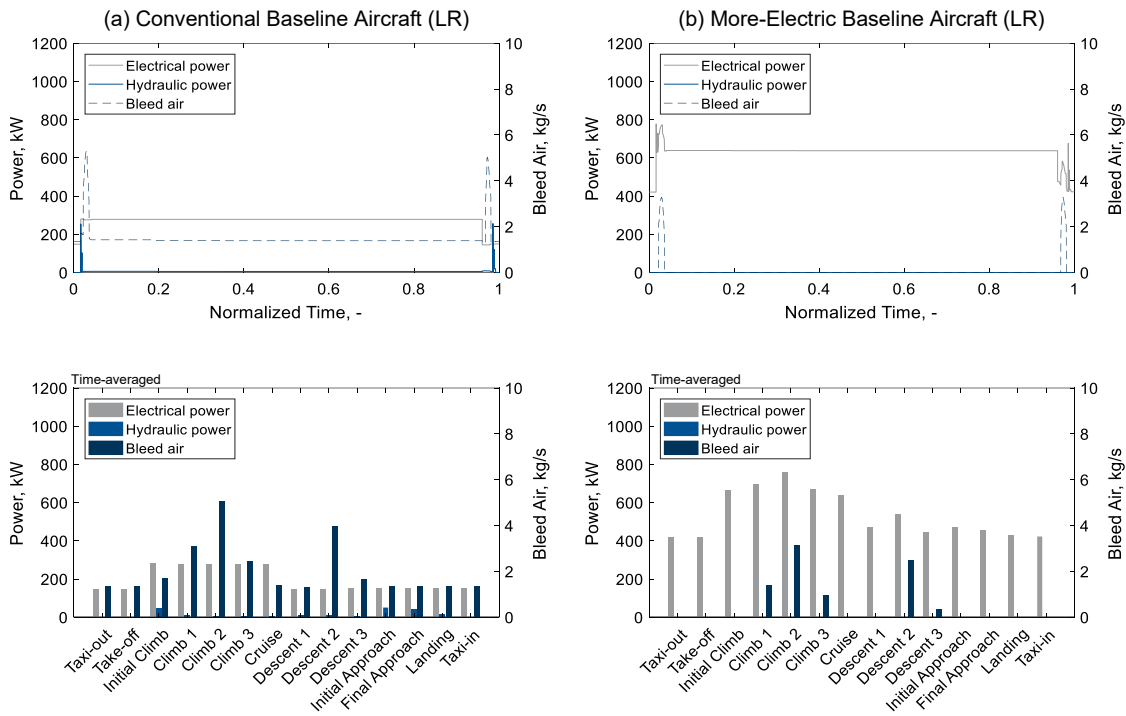 (a) Conventional Baseline Aircraft (LR)
1200
1000
800
600
400
200
0
Power, kW
Electrical power
Hydraulic power
Bleed air
10
8
6
4
2
0
Bleed Air, kg/s
0 0.2 0.4 0.6 0.8 1
Normalized Time, -
(b) More-Electric Baseline Aircraft (LR)
1200
1000
800
600
400
200
0
Power, kW
Electrical power
Hydraulic power
Bleed air
10
8
6
4
2
0
Bleed Air, kg/s
0 0.2 0.4 0.6 0.8 1
Normalized Time, -
Time-averaged
1200
1000
800
600
400
200
0
Power, kW
Electrical power
Hydraulic power
Bleed air
10
8
6
4
2
0
Bleed Air, kg/s
Taxi-out
Take-off
Initial Climb
Climb 1
Climb 2
Climb 3
Cruise
Descent 1
Descent 2
Descent 3
Initial Approach
Final Approach
Landing
Taxi-in
Time-averaged
1200
1000
800
600
400
200
0
Power, kW
Electrical power
Hydraulic power
Bleed air
10
8
6
4
2
0
Bleed Air, kg/s
Taxi-out
Take-off
Initial Climb
Climb 1
Climb 2
Climb 3
Cruise
Descent 1
Descent 2
Descent 3
Initial Approach
Final Approach
Landing
Taxi-in